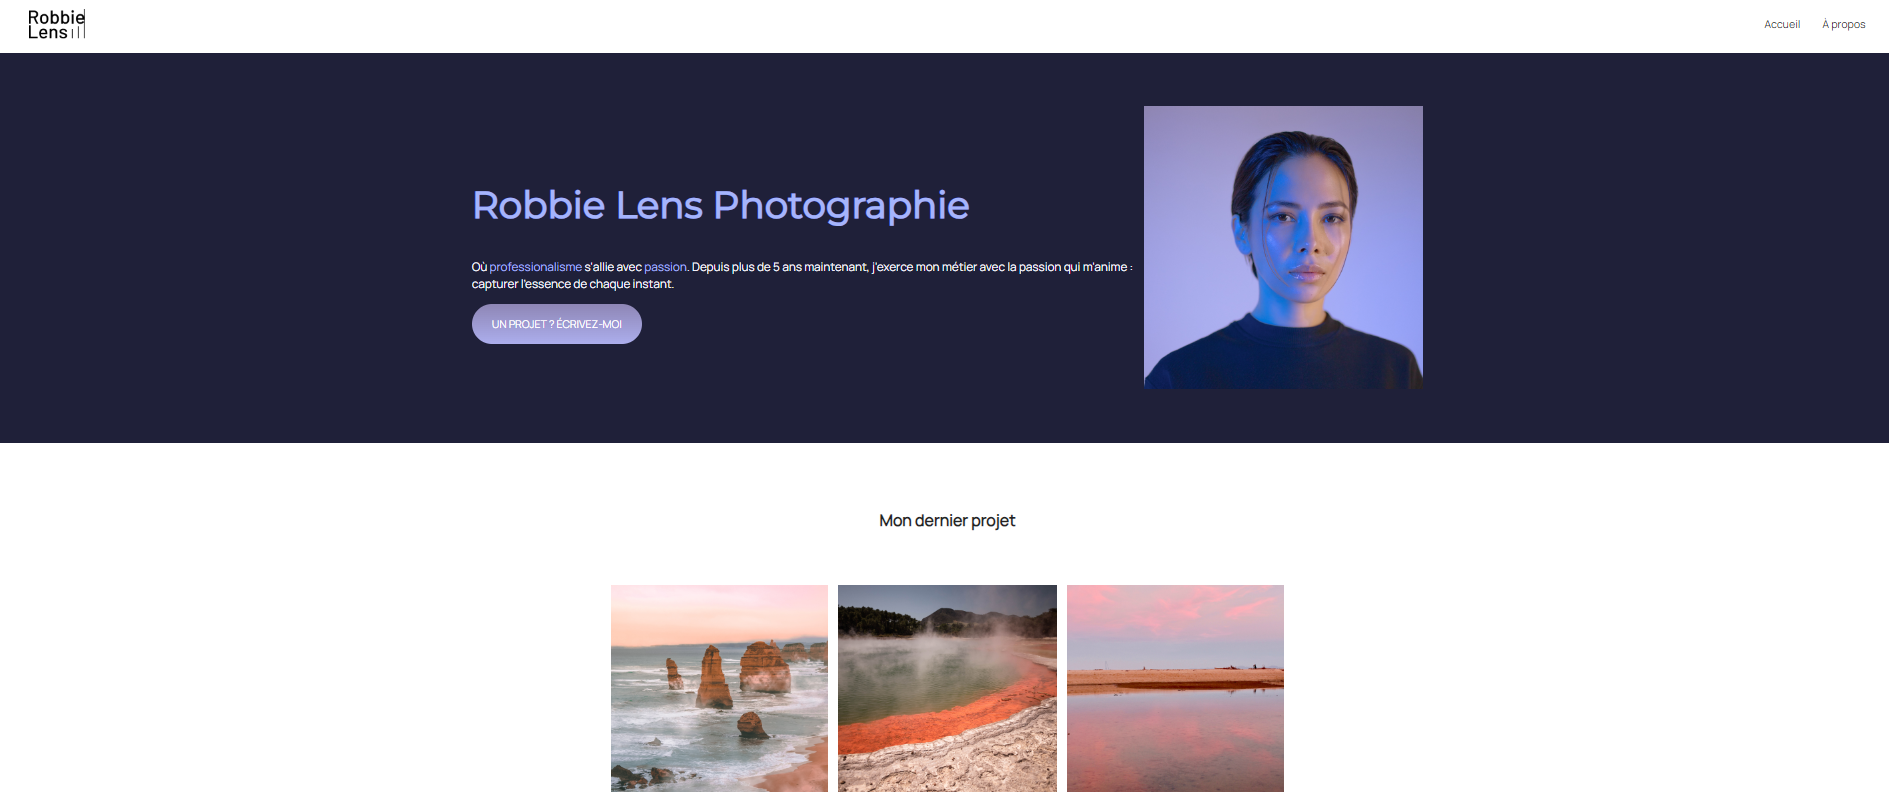 Robbie
Lens
Accueil
À propos
Robbie Lens Photographie
Où professionalisme s'allie avec passion. Depuis plus de 5 ans maintenant, j'exerce mon métier avec la passion qui m'anime :
capturer l'essence de chaque instant.
UN PROJET ? ÉCRIVEZ-MOI
Mon dernier projet